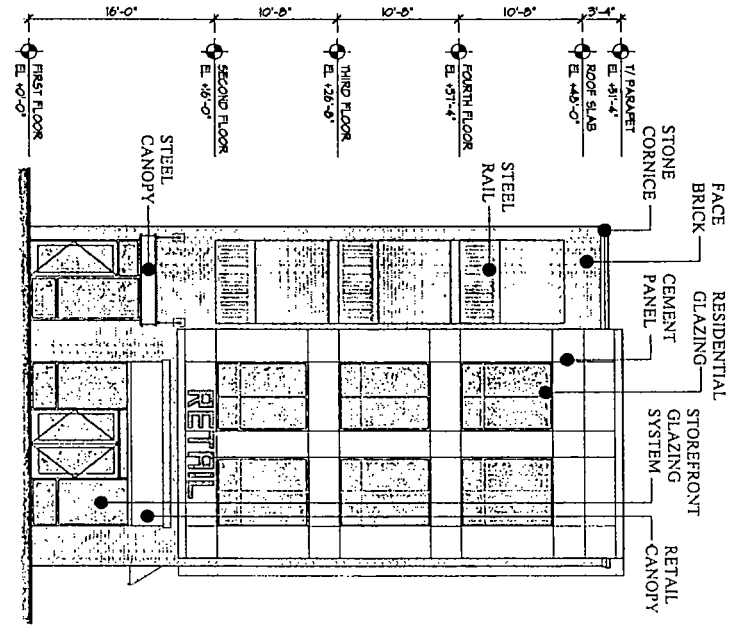 3'-4"
10'-8"
10'-8"
10'-8"
16'-0"
T/ PARAPET
EL +51'-4"
ROOF SLAB
EL +48'-0"
FOURTH FLOOR
EL +37'-4"
THIRD FLOOR
EL +26'-8"
SECOND FLOOR
EL +16'-0"
FIRST FLOOR
EL +0'-0"
FACE
BRICK
STONE
CORNICE
RESIDENTIAL
GLAZING
CEMENT
PANEL
STOREFRONT
GLAZING
SYSTEM
RETAIL
CANOPY
STEEL
RAIL
STEEL
CANOPY
RETAIL